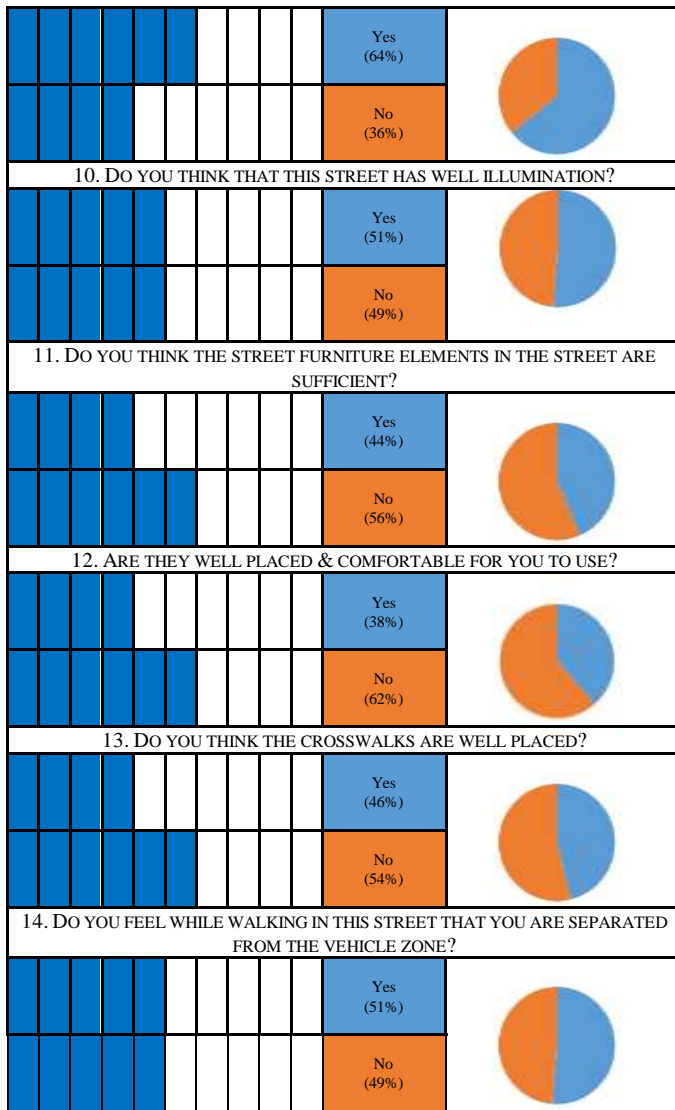 Yes
(64%)
No
(36%)
10. DO YOU THINK THAT THIS STREET HAS WELL ILLUMINATION?
Yes
(51%)
No
(49%)
11. DO YOU THINK THE STREET FURNITURE ELEMENTS IN THE STREET ARE
SUFFICIENT?
Yes
(44%)
No
(56%)
12. ARE THEY WELL PLACED & COMFORTABLE FOR YOU TO USE?
Yes
(38%)
No
(62%)
13. DO YOU THINK THE CROSSWALKS ARE WELL PLACED?
Yes
(46%)
No
(54%)
14. DO YOU FEEL WHILE WALKING IN THIS STREET THAT YOU ARE SEPARATED
FROM THE VEHICLE ZONE?
Yes
(51%)
No
(49%)